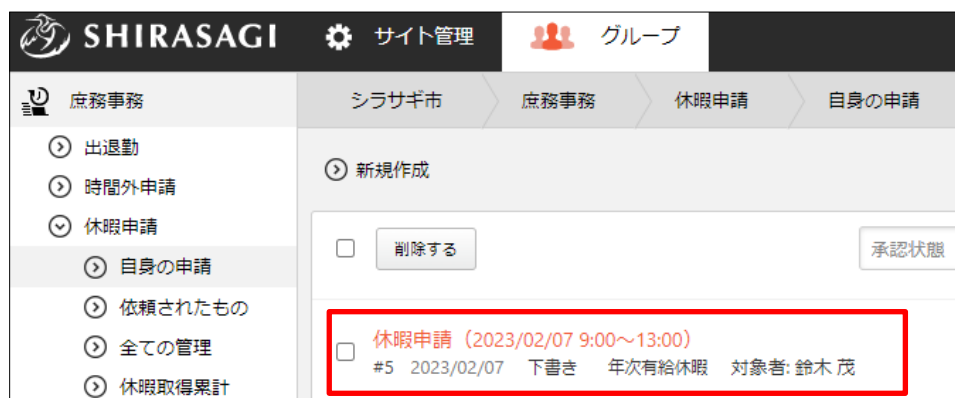 SHIRASAGI サイト管理 グループ
庶務事務
シラサギ市 庶務事務 休暇申請 自身の申請
出退勤
時間外申請
休暇申請
自身の申請
依頼されたもの
全ての管理
休暇取得累計
新規作成
削除する 承認状態
休暇申請（2023/02/07 9:00～13:00）
#5 2023/02/07 下書き 年次有給休暇 対象者: 鈴木 茂